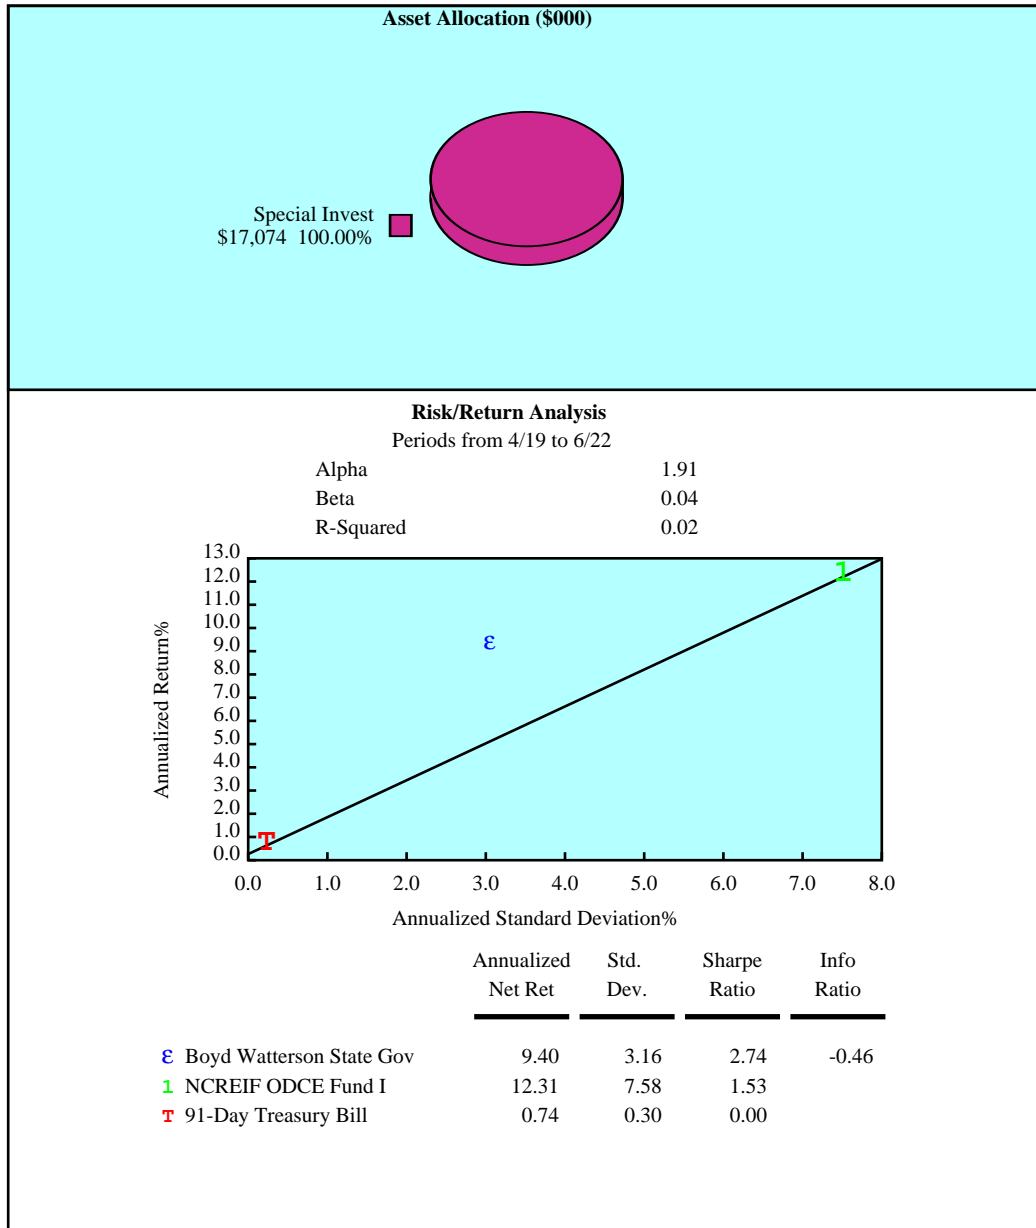 Asset Allocation ($000)
Special Invest
$17,074 100.00%
Risk/Return Analysis
Periods from 4/19 to 6/22
Alpha 1.91
Beta 0.04
R-Squared 0.02
Annualized Return%
13.0
12.0
11.0
10.0
9.0
8.0
7.0
6.0
5.0
4.0
3.0
2.0
1.0
0.0
ε
1
T
0.0 1.0 2.0 3.0 4.0 5.0 6.0 7.0 8.0
Annualized Standard Deviation%
Annualized Std. Sharpe Info
Net Ret Dev. Ratio Ratio
ε Boyd Watterson State Gov 9.40 3.16 2.74 -0.46
1 NCREIF ODCE Fund I 12.31 7.58 1.53
T 91-Day Treasury Bill 0.74 0.30 0.00